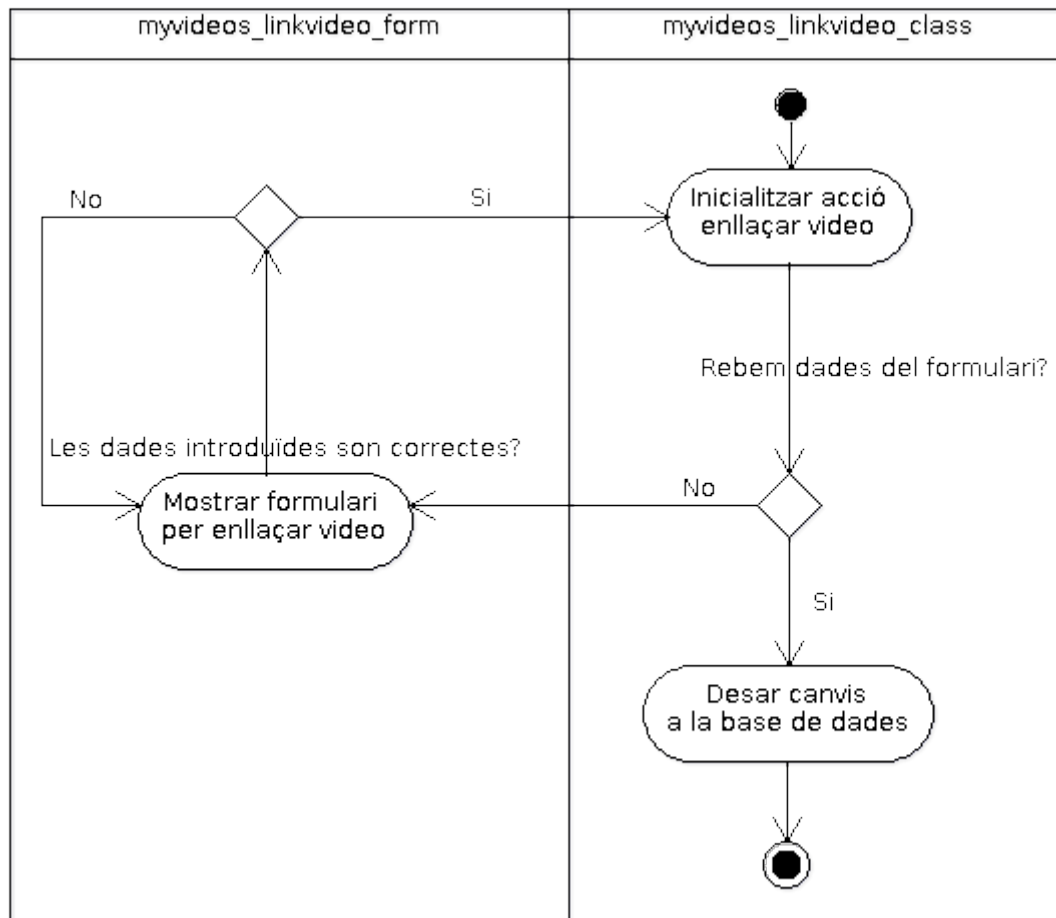 myvideos_linkvideo_form
myvideos_linkvideo_class
No
Si
Inicialitzar acció
enllaçar video
Rebem dades del formulari?
Les dades introduïdes son correctes?
Mostrar formulari
per enllaçar video
No
Si
Desar canvis
a la base de dades